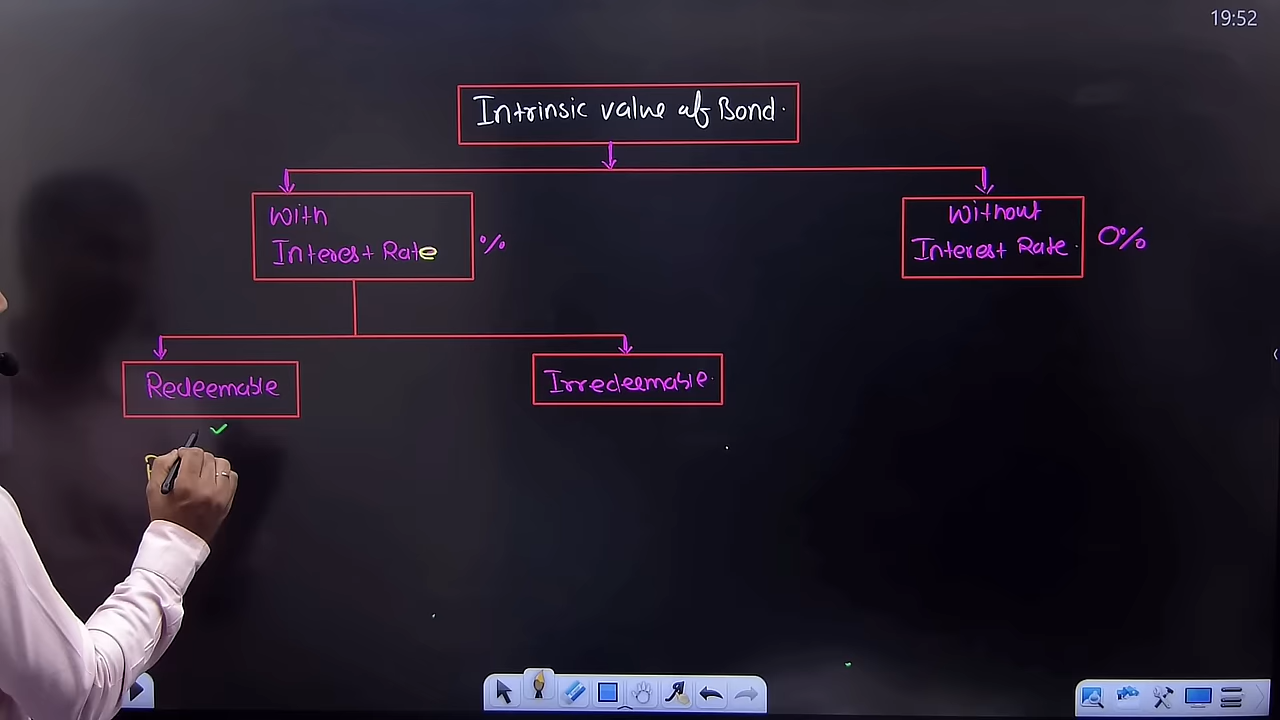 19:52
Intrinsic value of Bond.
With
Interest Rate
%
Without
Interest Rate.
0%
Redeemable
Irredeemable.